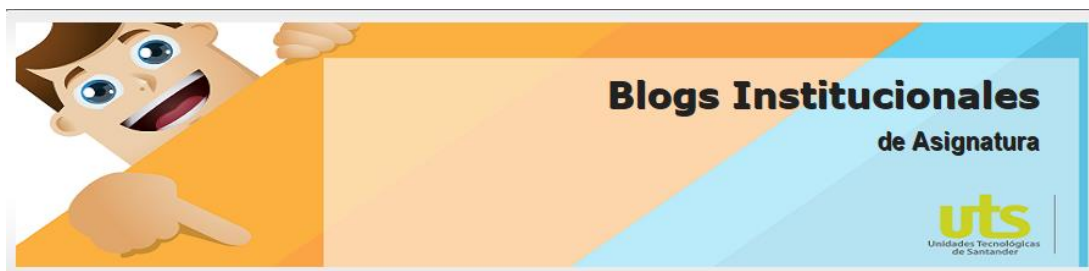 Blogs Institucionales
de Asignatura
uts
Unidades Tecnológicas
de Santander